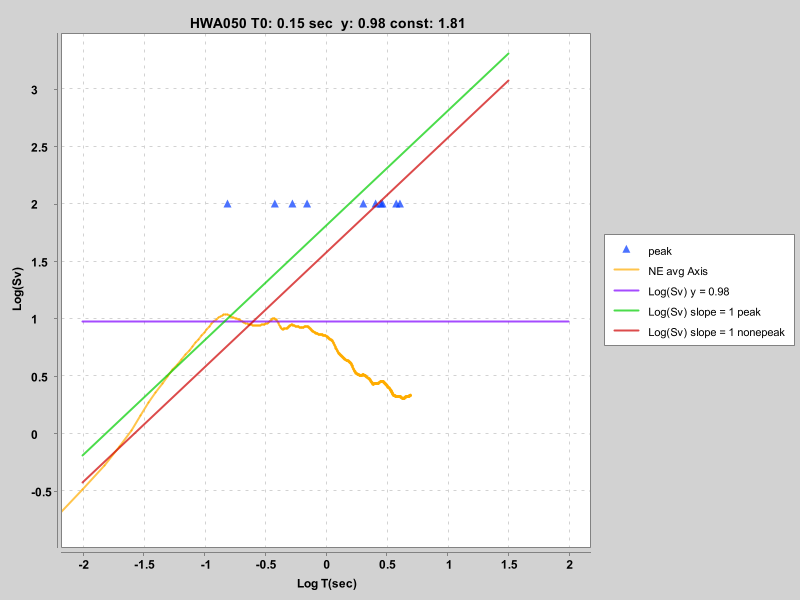 HWA050 T0: 0.15 sec  y: 0.98 const: 1.81
3
2.5
2
1.5
1
0.5
0
-0.5
Log(Sv)
-2 -1.5 -1 -0.5 0 0.5 1 1.5 2
Log T(sec)
peak
NE avg Axis
Log(Sv) y = 0.98
Log(Sv) slope = 1 peak
Log(Sv) slope = 1 nonepeak